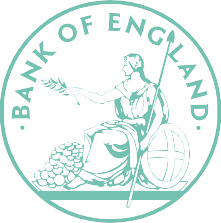 · BANK OF ENGLAND ·